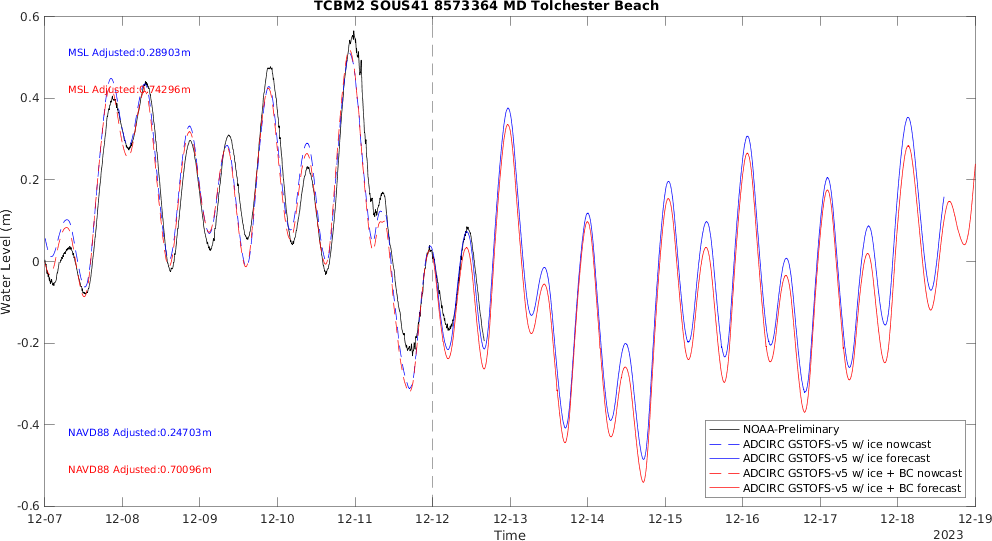 TCBM2 SOUS41 8573364 MD Tolchester Beach
0.6
0.4
0.2
0
-0.2
-0.4
-0.6
Water Level (m)
MSL Adjusted:0.28903m
MSL Adjusted:0.74296m
NAVD88 Adjusted:0.24703m
NAVD88 Adjusted:0.70096m
NOAA-Preliminary
ADCIRC GSTOFS-v5 w/ ice nowcast
ADCIRC GSTOFS-v5 w/ ice forecast
ADCIRC GSTOFS-v5 w/ ice + BC nowcast
ADCIRC GSTOFS-v5 w/ ice + BC forecast
12-07 12-08 12-09 12-10 12-11 12-12 12-13 12-14 12-15 12-16 12-17 12-18 12-19
Time
2023